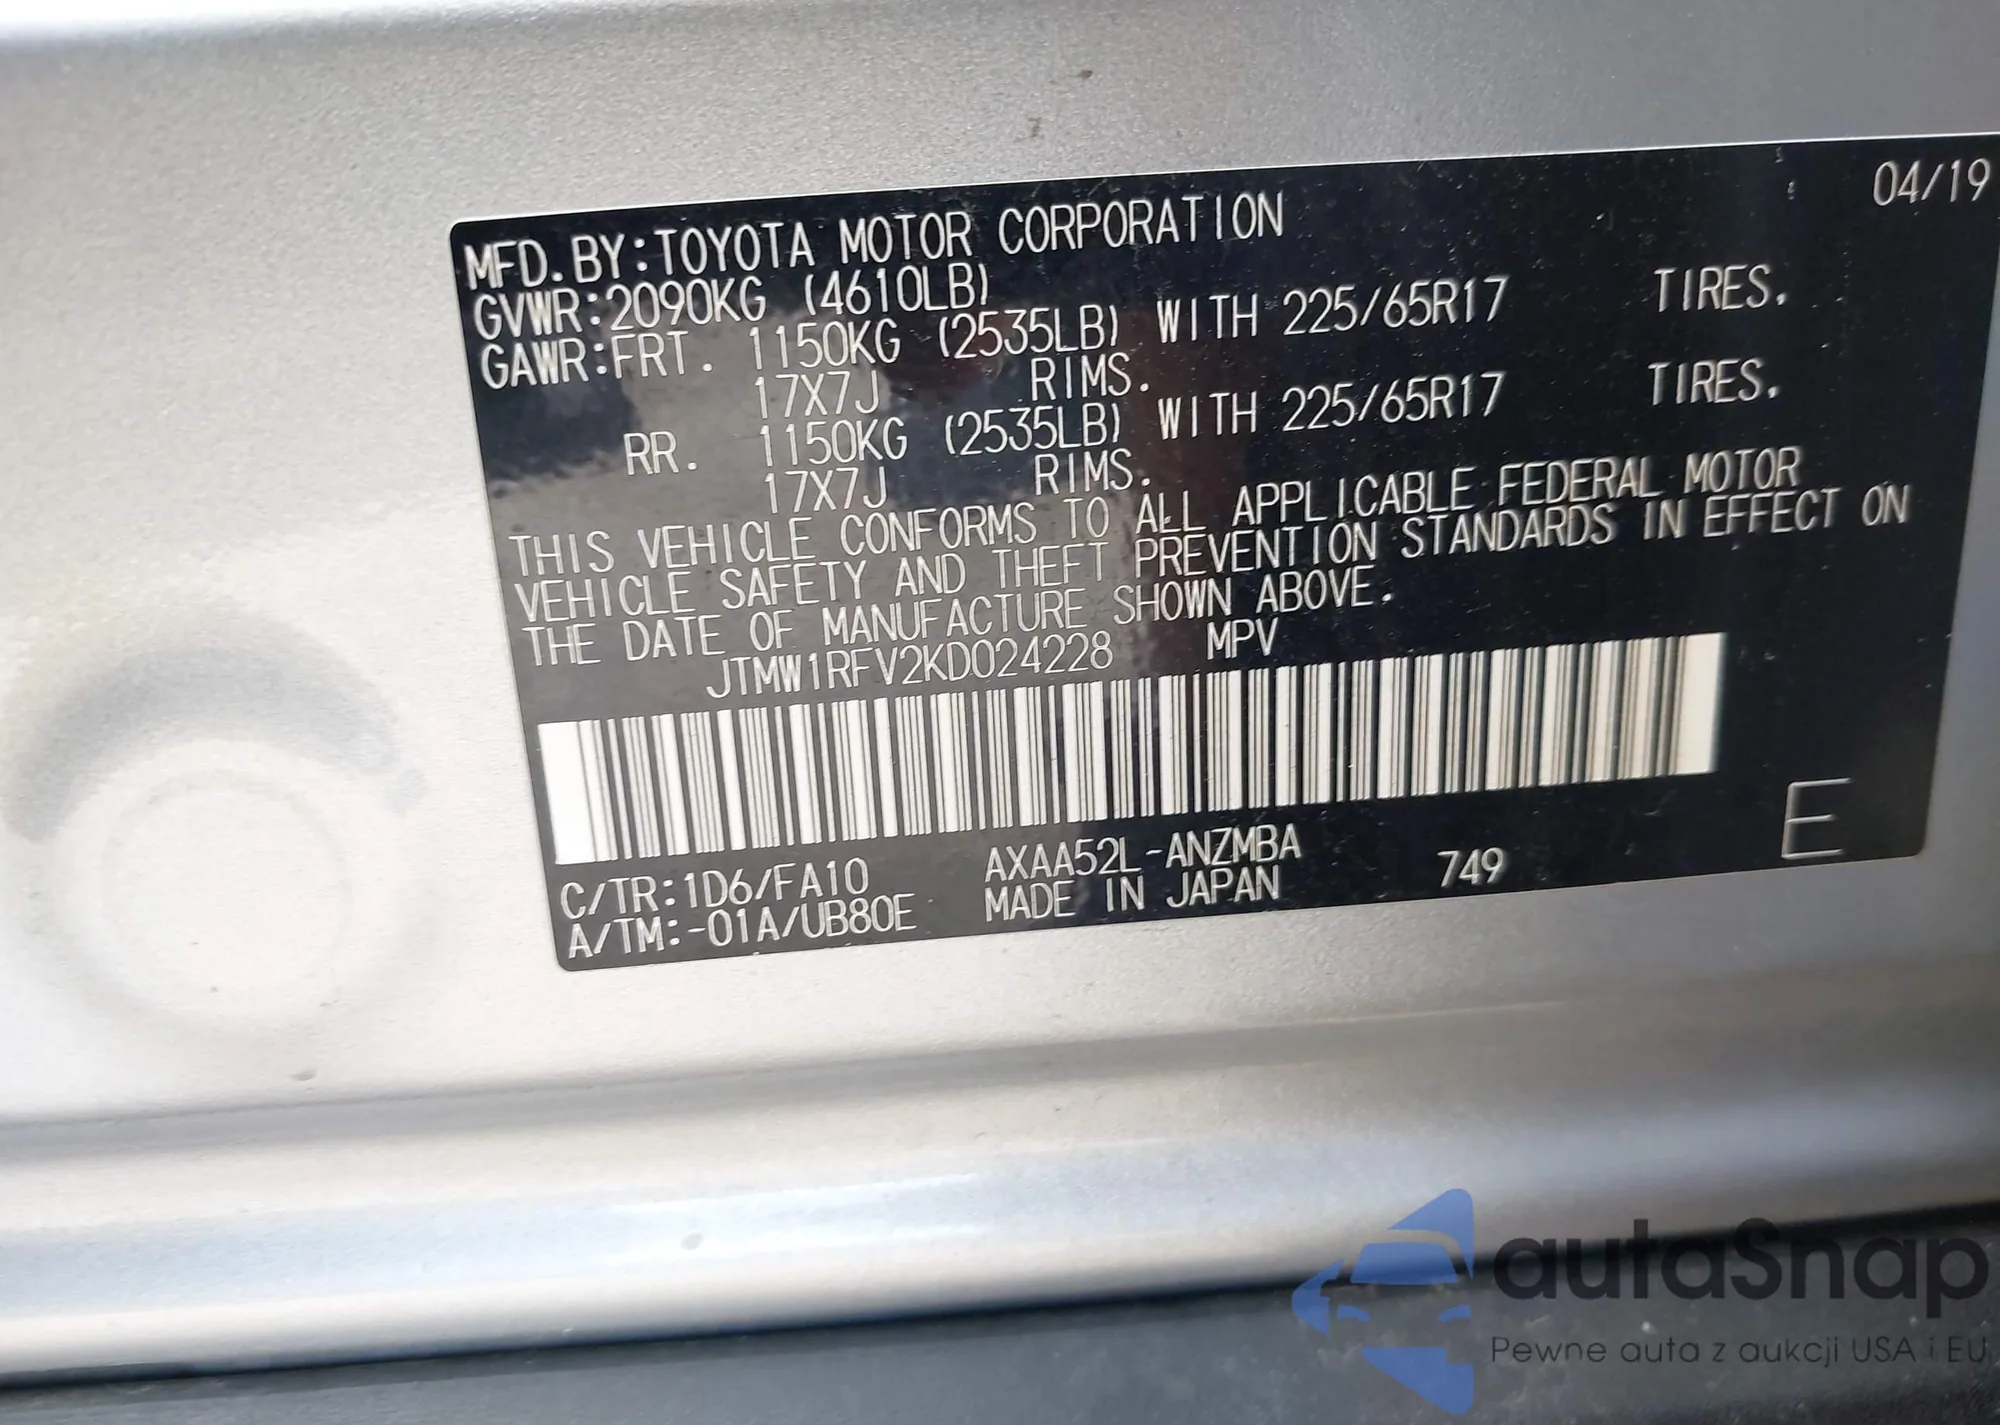 04/19
MFD.BY:TOYOTA MOTOR CORPORATION
GVWR:2090KG (4610LB)
GAWR:FRT. 1150KG (2535LB) WITH 225/65R17 TIRES.
17X7J RIMS.
RR. 1150KG (2535LB) WITH 225/65R17 TIRES.
17X7J RIMS.
THIS VEHICLE CONFORMS TO ALL APPLICABLE FEDERAL MOTOR
VEHICLE SAFETY AND THEFT PREVENTION STANDARDS IN EFFECT ON
THE DATE OF MANUFACTURE SHOWN ABOVE.
JTMW1RFV2KD024228 MPV
C/TR:1D6/FA10 AXAA52L-ANZMBA 749 E
A/TM:-01A/UB80E MADE IN JAPAN
autaSnap
Pewne auta z aukcji USA i EU